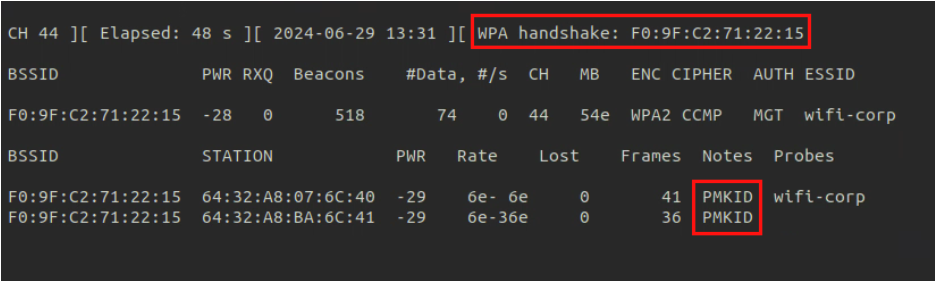 CH 44 ][ Elapsed: 48 s ][ 2024-06-29 13:31 ][ WPA handshake: F0:9F:C2:71:22:15
BSSID PWR RXQ Beacons #Data, #/s CH MB ENC CIPHER AUTH ESSID
F0:9F:C2:71:22:15 -28 0 518 74 0 44 54e WPA2 CCMP MGT wifi-corp
BSSID STATION PWR Rate Lost Frames Notes Probes
F0:9F:C2:71:22:15 64:32:A8:07:6C:40 -29 6e- 6e 0 41 PMKID wifi-corp
F0:9F:C2:71:22:15 64:32:A8:BA:6C:41 -29 6e-36e 0 36 PMKID